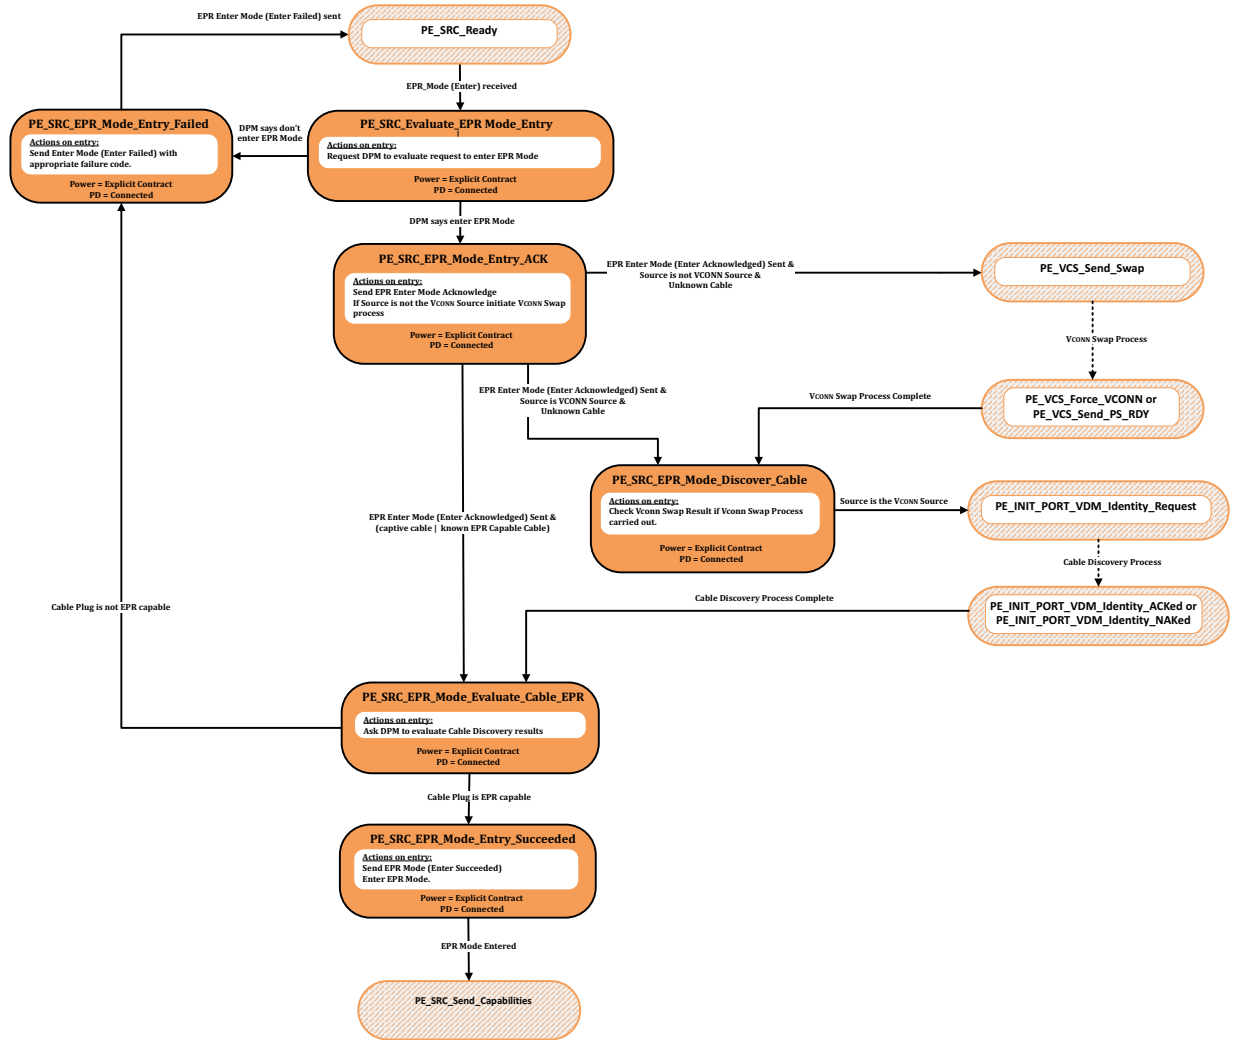 EPR Enter Mode (Enter Failed) sent
PE_SRC_Ready
EPR_Mode (Enter) received
PE_SRC_EPR_Mode_Entry_Failed
Actions on entry:
Send Enter Mode (Enter Failed) with
appropriate failure code.
Power = Explicit Contract
PD = Connected
DPM says don't
enter EPR Mode
PE_SRC_Evaluate_EPR Mode_Entry
Actions on entry:
Request DPM to evaluate request to enter EPR Mode
Power = Explicit Contract
PD = Connected
DPM says enter EPR Mode
PE_SRC_EPR_Mode_Entry_ACK
Actions on entry:
Send EPR Enter Mode Acknowledge
If Source is not the VCONN Source initiate VCONN Swap
process
Power = Explicit Contract
PD = Connected
EPR Enter Mode (Enter Acknowledged) Sent &
Source is not VCONN Source &
Unknown Cable
PE_VCS_Send_Swap
VCONN Swap Process
PE_VCS_Force_VCONN or
PE_VCS_Send_PS_RDY
VCONN Swap Process Complete
EPR Enter Mode (Enter Acknowledged) Sent &
Source is VCONN Source &
Unknown Cable
PE_SRC_EPR_Mode_Discover_Cable
Actions on entry:
Check Vconn Swap Result if Vconn Swap Process
carried out.
Power = Explicit Contract
PD = Connected
Source is the VCONN Source
PE_INIT_PORT_VDM_Identity_Request
EPR Enter Mode (Enter Acknowledged) Sent &
(captive cable | known EPR Capable Cable)
Cable Discovery Process
PE_INIT_PORT_VDM_Identity_ACKed or
PE_INIT_PORT_VDM_Identity_NAKed
Cable Discovery Process Complete
Cable Plug is not EPR capable
PE_SRC_EPR_Mode_Evaluate_Cable_EPR
Actions on entry:
Ask DPM to evaluate Cable Discovery results
Power = Explicit Contract
PD = Connected
Cable Plug is EPR capable
PE_SRC_EPR_Mode_Entry_Succeeded
Actions on entry:
Send EPR Mode (Enter Succeeded)
Enter EPR Mode.
Power = Explicit Contract
PD = Connected
EPR Mode Entered
PE_SRC_Send_Capabilities